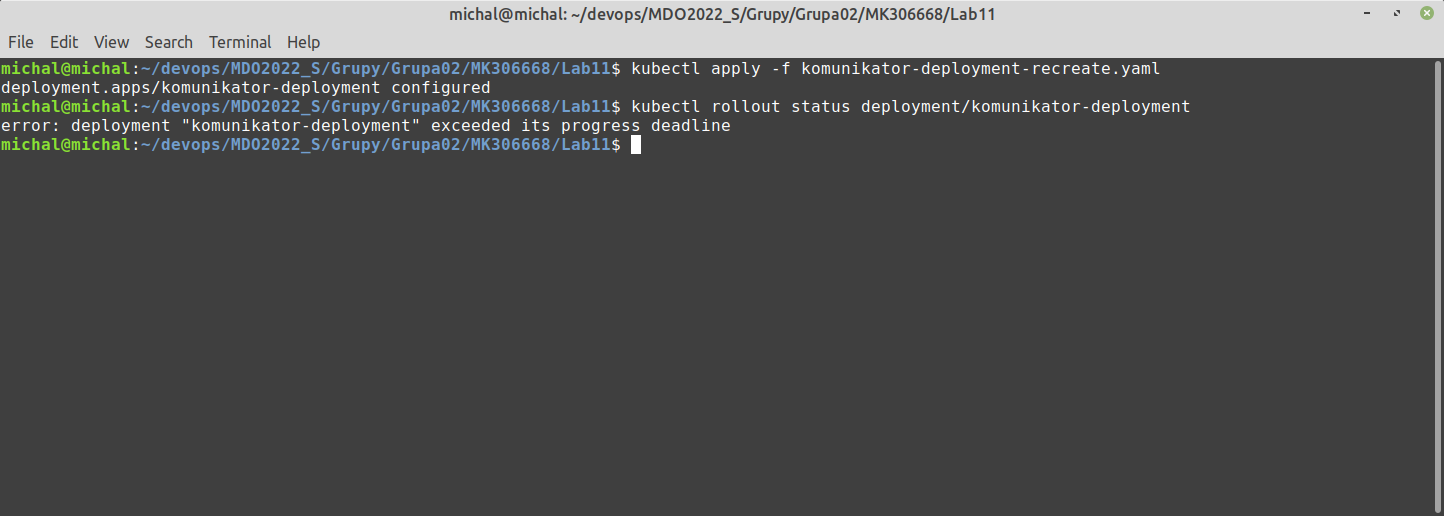 michal@michal: ~/devops/MDO2022_S/Grupy/Grupa02/MK306668/Lab11
File Edit View Search Terminal Help
michal@michal:~/devops/MDO2022_S/Grupy/Grupa02/MK306668/Lab11$ kubectl apply -f komunikator-deployment-recreate.yaml
deployment.apps/komunikator-deployment configured
michal@michal:~/devops/MDO2022_S/Grupy/Grupa02/MK306668/Lab11$ kubectl rollout status deployment/komunikator-deployment
error: deployment "komunikator-deployment" exceeded its progress deadline
michal@michal:~/devops/MDO2022_S/Grupy/Grupa02/MK306668/Lab11$